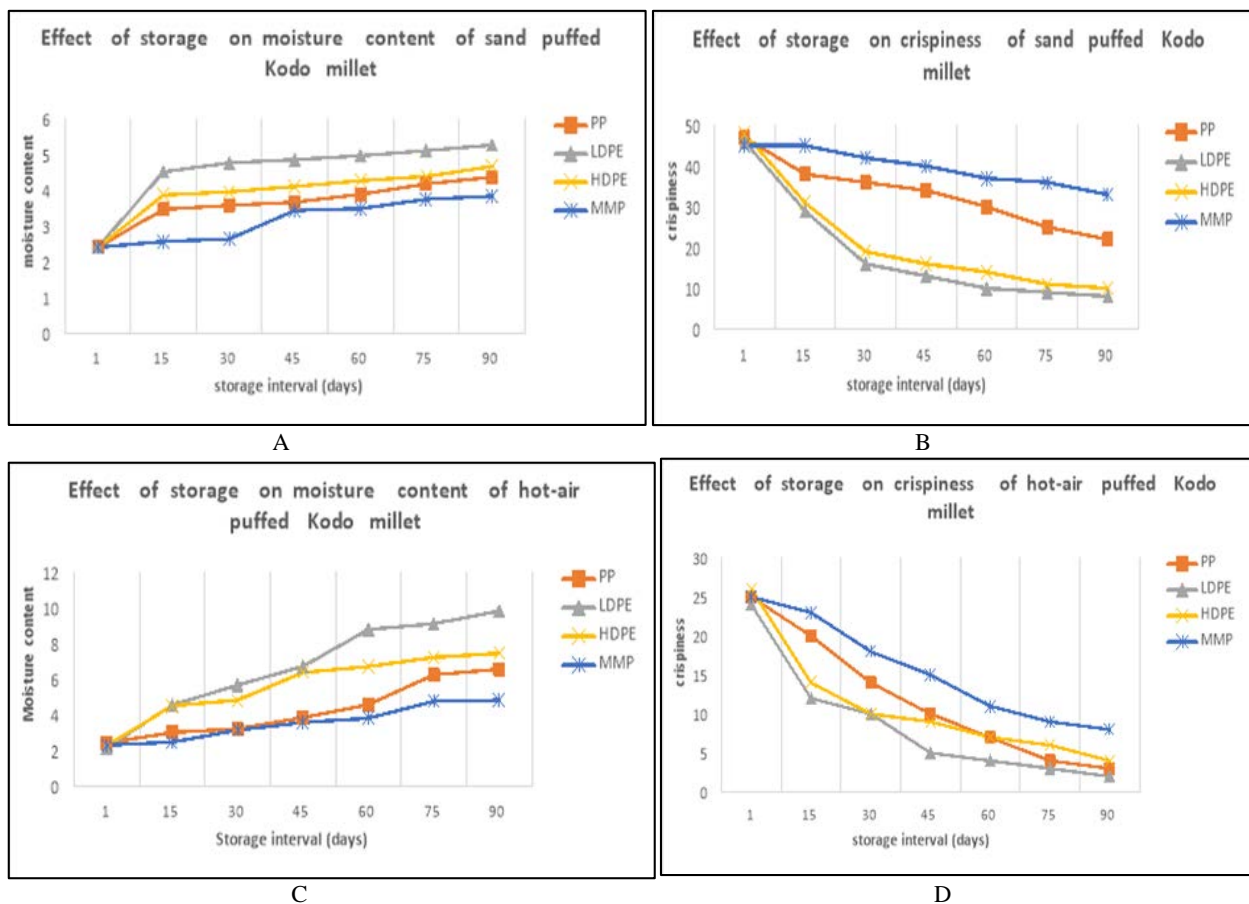 Effect of storage on moisture content of sand puffed
Kodo millet
6
5
4
3
2
1
0
moisture content
1 15 30 45 60 75 90
storage interval (days)
PP
LDPE
HDPE
MMP
A
Effect of storage on crispiness of sand puffed Kodo
millet
50
40
30
20
10
0
crispiness
1 15 30 45 60 75 90
storage interval (days)
PP
LDPE
HDPE
MMP
B
Effect of storage on moisture content of hot-air
puffed Kodo millet
12
10
8
6
4
2
0
Moisture content
1 15 30 45 60 75 90
Storage interval (days)
PP
LDPE
HDPE
MMP
C
Effect of storage on crispiness of hot-air puffed Kodo
millet
30
25
20
15
10
5
0
crispiness
1 15 30 45 60 75 90
storage interval (days)
PP
LDPE
HDPE
MMP
D